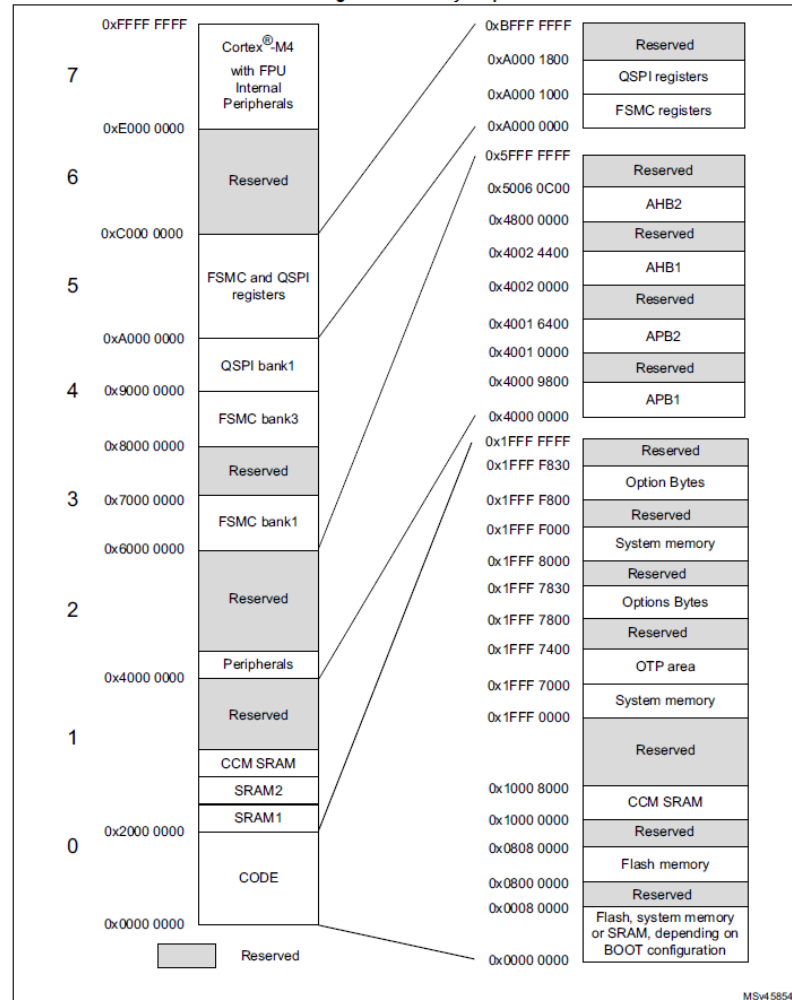 0xFFFF FFFF
Cortex®-M4
with FPU
Internal
Peripherals
7
0xE000 0000
6
Reserved
0xC000 0000
5
FSMC and QSPI
registers
0xA000 0000
QSPI bank1
4
0x9000 0000
FSMC bank3
0x8000 0000
Reserved
3
0x7000 0000
FSMC bank1
0x6000 0000
2
Reserved
Peripherals
0x4000 0000
Reserved
1
CCM SRAM
SRAM2
SRAM1
0x2000 0000
0
CODE
0x0000 0000
Reserved
0xBFFF FFFF
Reserved
0xA000 1800
QSPI registers
0xA000 1000
FSMC registers
0xA000 0000
0x5FFF FFFF
Reserved
0x5006 0C00
AHB2
0x4800 0000
Reserved
0x4002 4400
AHB1
0x4002 0000
Reserved
0x4001 6400
APB2
0x4001 0000
Reserved
0x4000 9800
APB1
0x4000 0000
0x1FFF FFFF
Reserved
0x1FFF F830
Option Bytes
0x1FFF F800
Reserved
0x1FFF F000
System memory
0x1FFF 8000
Reserved
0x1FFF 7830
Options Bytes
0x1FFF 7800
Reserved
0x1FFF 7400
OTP area
0x1FFF 7000
System memory
0x1FFF 0000
Reserved
0x1000 8000
CCM SRAM
0x1000 0000
Reserved
0x0808 0000
Flash memory
0x0800 0000
Reserved
0x0008 0000
Flash, system memory
or SRAM, depending on
BOOT configuration
0x0000 0000
MSv45854